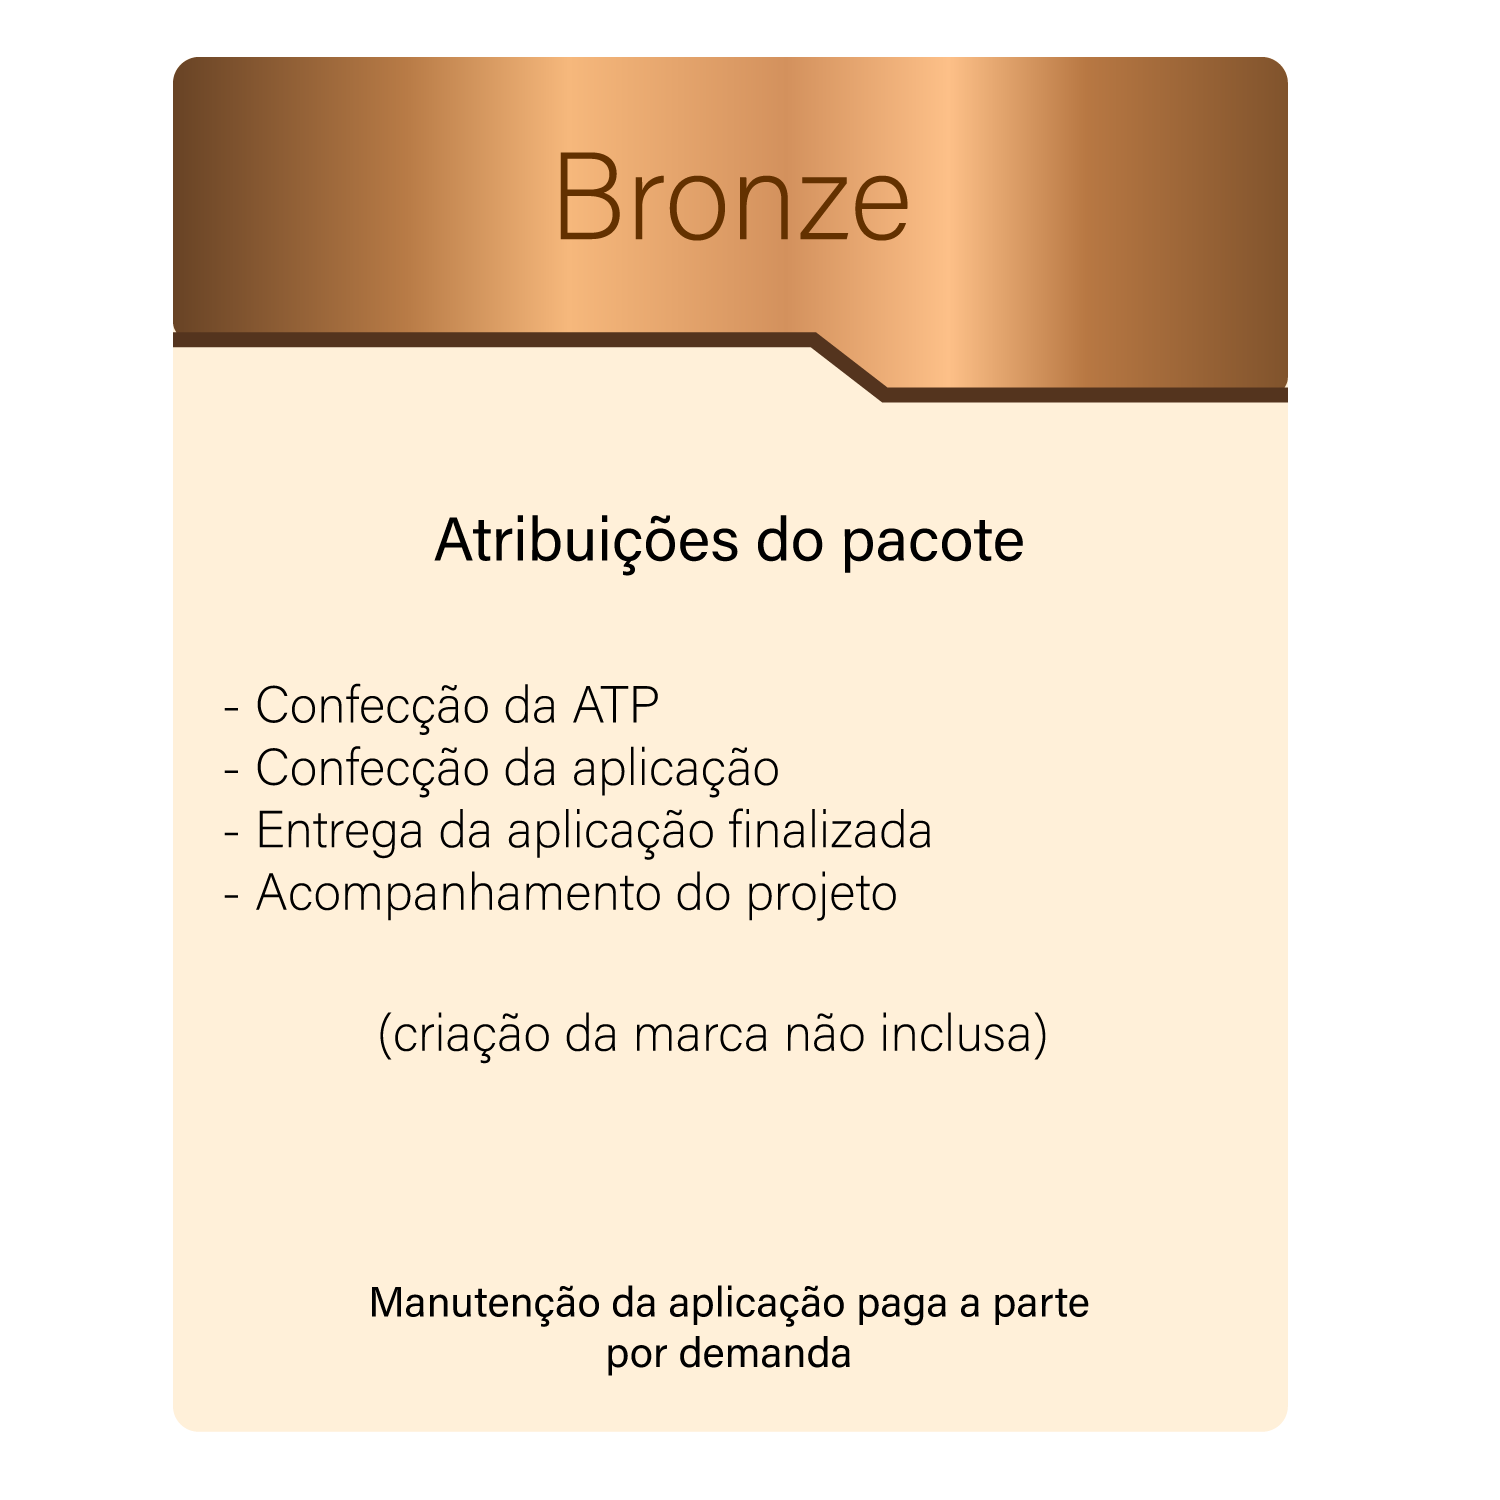 Bronze
Atribuições do pacote
- Confecção da ATP
- Confecção da aplicação
- Entrega da aplicação finalizada
- Acompanhamento do projeto
(criação da marca não inclusa)
Manutenção da aplicação paga a parte
por demanda